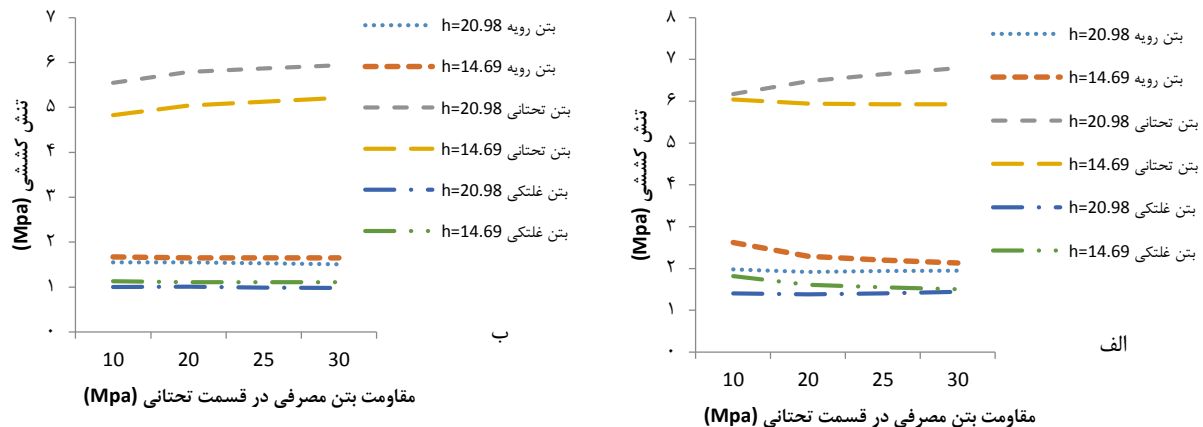 ۷
۶
۵
۴
۳
۲
۱
۰
تنش کششی
(Mpa)
10 20 25 30
مقاومت بتن مصرفی در قسمت تحتانی (Mpa)
بتن رویه h=20.98
بتن رویه h=14.69
بتن تحتانی h=20.98
بتن تحتانی h=14.69
بتن غلتکی h=20.98
بتن غلتکی h=14.69
ب
۸
۷
۶
۵
۴
۳
۲
۱
۰
تنش کششی
(Mpa)
10 20 25 30
مقاومت بتن مصرفی در قسمت تحتانی (Mpa)
بتن رویه h=20.98
بتن رویه h=14.69
بتن تحتانی h=20.98
بتن تحتانی h=14.69
بتن غلتکی h=20.98
بتن غلتکی h=14.69
الف